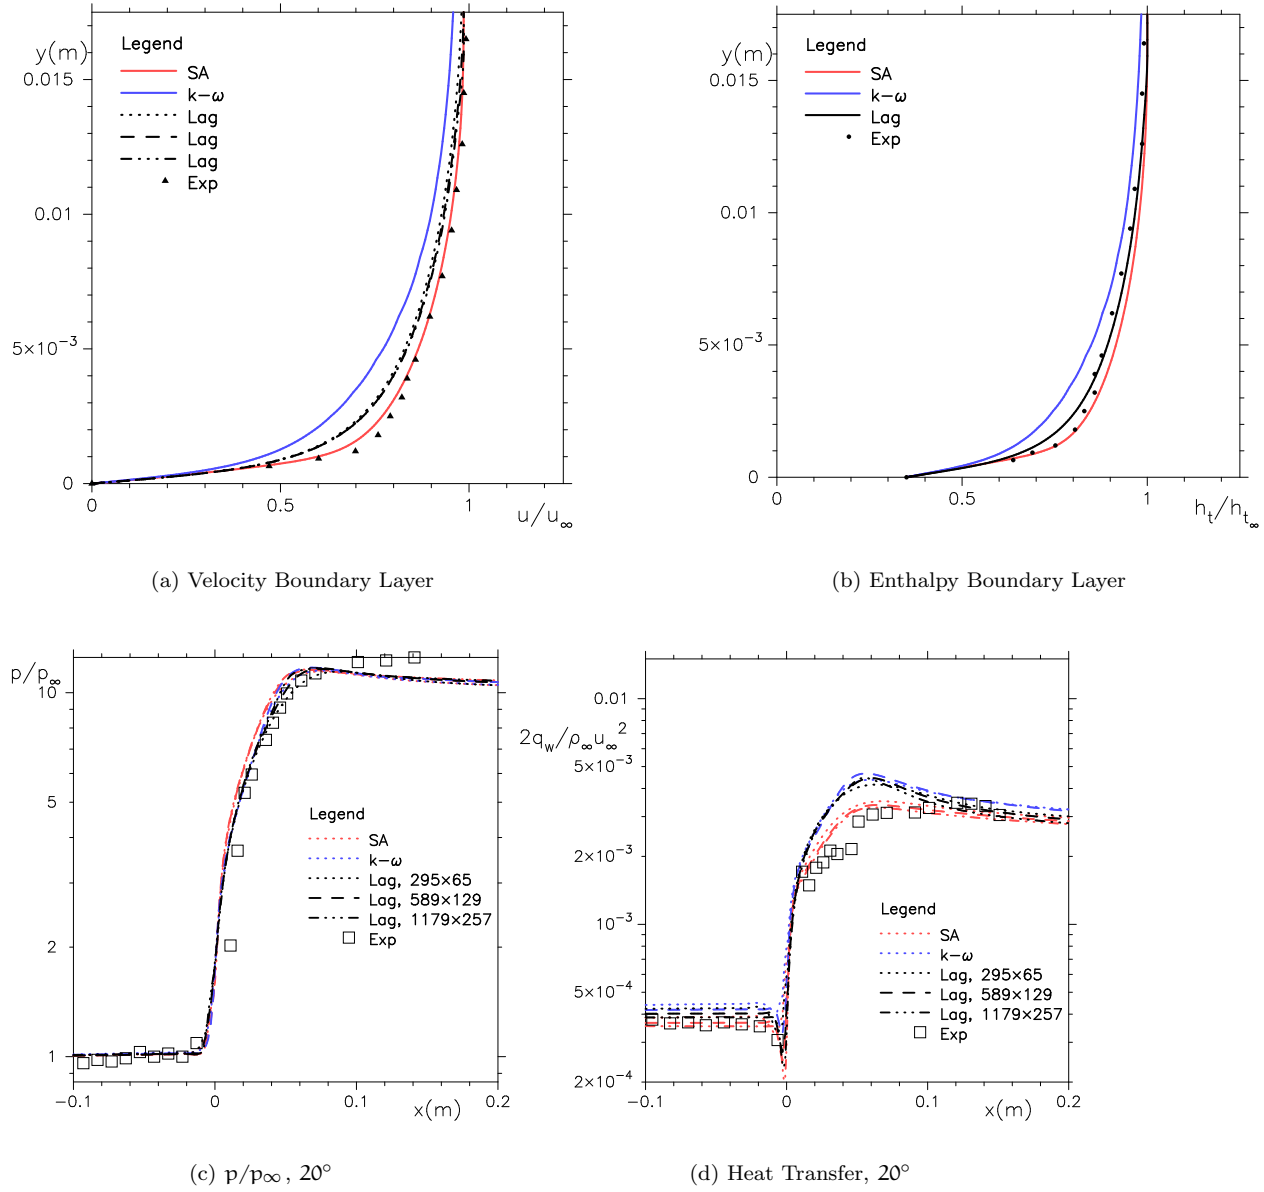 Legend
y(m)
0.015
SA
k−ω
Lag
Lag
Lag
Exp
0.01
5×10⁻³
0
0
0.5
1
u/u∞
(a) Velocity Boundary Layer
Legend
y(m)
0.015
SA
k−ω
Lag
Exp
0.01
5×10⁻³
0
0
0.5
1
hₜ/hₜ∞
(b) Enthalpy Boundary Layer
p/p∞
10
5
2
1
Legend
SA
k−ω
Lag, 295×65
Lag, 589×129
Lag, 1179×257
Exp
-0.1
0
0.1
0.2
x(m)
(c) p/p∞, 20°
0.01
2q_w/ρ∞u∞²
5×10⁻³
2×10⁻³
10⁻³
5×10⁻⁴
2×10⁻⁴
Legend
SA
k−ω
Lag, 295×65
Lag, 589×129
Lag, 1179×257
Exp
-0.1
0
0.1
0.2
x(m)
(d) Heat Transfer, 20°